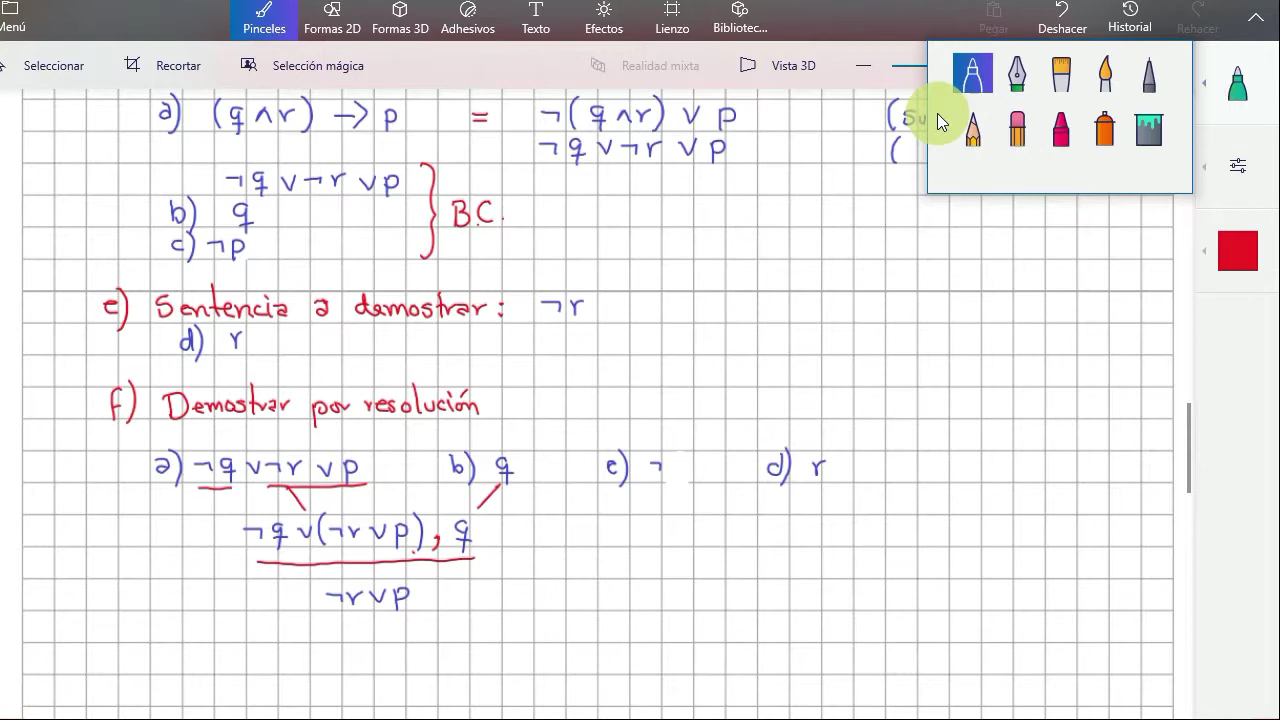 Menú
Pinceles Formas 2D Formas 3D Adhesivos Texto Efectos Lienzo Bibliotec... Pegar Deshacer Historial Rehacer
Seleccionar Recortar Selección mágica Realidad mixta Vista 3D
a) (q ∧ r) → p = ¬(q ∧ r) ∨ p (Su
¬q ∨ ¬r ∨ p (
¬q ∨ ¬r ∨ p
b) q
c) ¬p
} B.C.
e) Sentencia a demostrar: ¬r
d) r
f) Demostrar por resolución
a) ¬q ∨ ¬r ∨ p b) q c) ¬ d) r
¬q ∨ (¬r ∨ p), q
¬r ∨ p